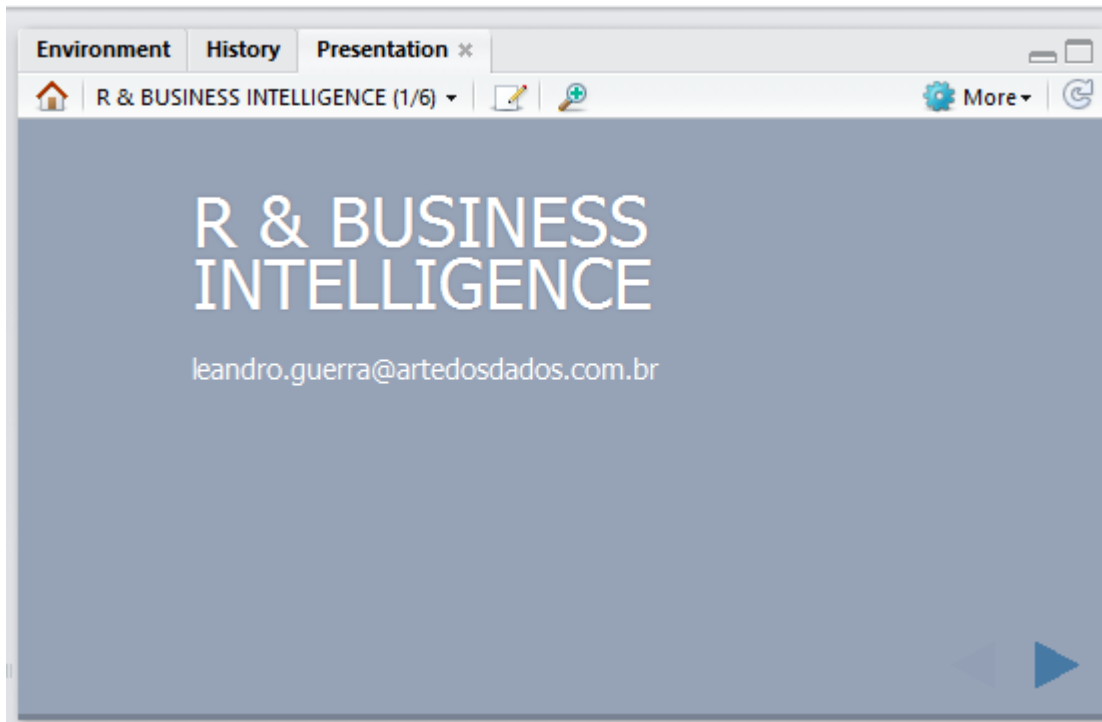 Environment History Presentation
R & BUSINESS INTELLIGENCE (1/6) More
R & BUSINESS
INTELLIGENCE
leandro.guerra@artedosdados.com.br